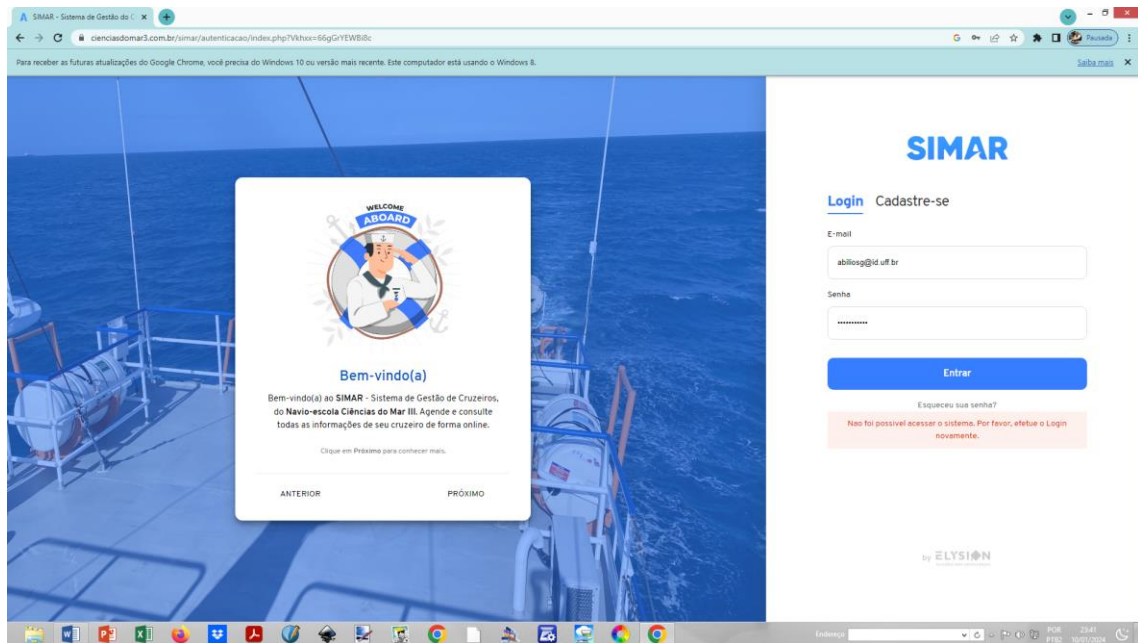 SIMAR - Sistema de Gestão do C
cienciasdomar3.com.br/simar/autenticacao/index.php?Vkhxx=66gGrYEWBi8c
Pausada
Para receber as futuras atualizações do Google Chrome, você precisa do Windows 10 ou versão mais recente. Este computador está usando o Windows 8.
Saiba mais
WELCOME
ABOARD
Bem-vindo(a)
Bem-vindo(a) ao SIMAR - Sistema de Gestão de Cruzeiros,
do Navio-escola Ciências do Mar III. Agende e consulte
todas as informações de seu cruzeiro de forma online.
Clique em Próximo para conhecer mais.
ANTERIOR
PRÓXIMO
SIMAR
Login Cadastre-se
E-mail
abiliosg@id.uff.br
Senha
Entrar
Esqueceu sua senha?
Nao foi possivel acessar o sistema. Por favor, efetue o Login
novamente.
by ELYSION
Endereço
POR 23:41
PTB2 10/01/2024